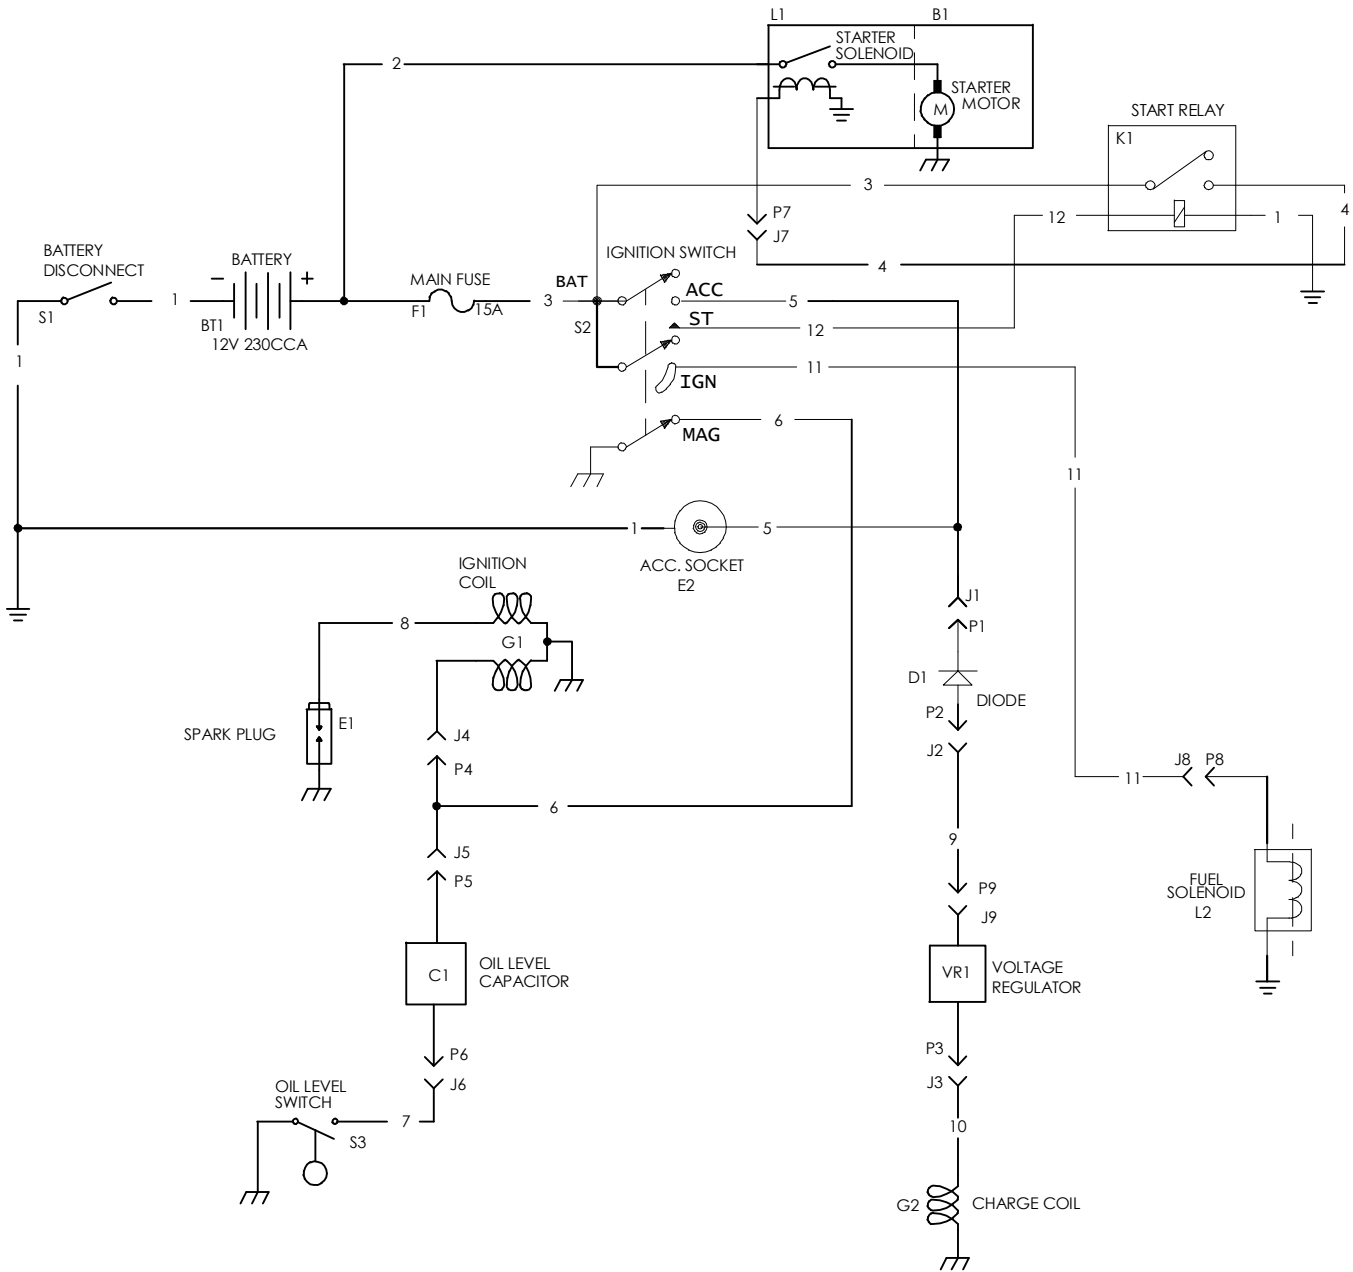 L1
B1
STARTER
SOLENOID
2
STARTER
MOTOR
M
START RELAY
K1
3
4
12
1
P7
J7
4
BATTERY
DISCONNECT
S1
1
−
BATTERY
+
BT1
12V 230CCA
MAIN FUSE
F1
15A
3
BAT
IGNITION SWITCH
S2
ACC
5
ST
12
IGN
11
MAG
6
1
11
1
5
ACC. SOCKET
E2
IGNITION
COIL
8
G1
J1
P1
D1
DIODE
P2
J2
SPARK PLUG
E1
J4
P4
6
J8
P8
11
J5
P5
9
P9
J9
FUEL
SOLENOID
L2
C1
OIL LEVEL
CAPACITOR
VR1
VOLTAGE
REGULATOR
P6
J6
P3
J3
OIL LEVEL
SWITCH
S3
7
10
G2
CHARGE COIL